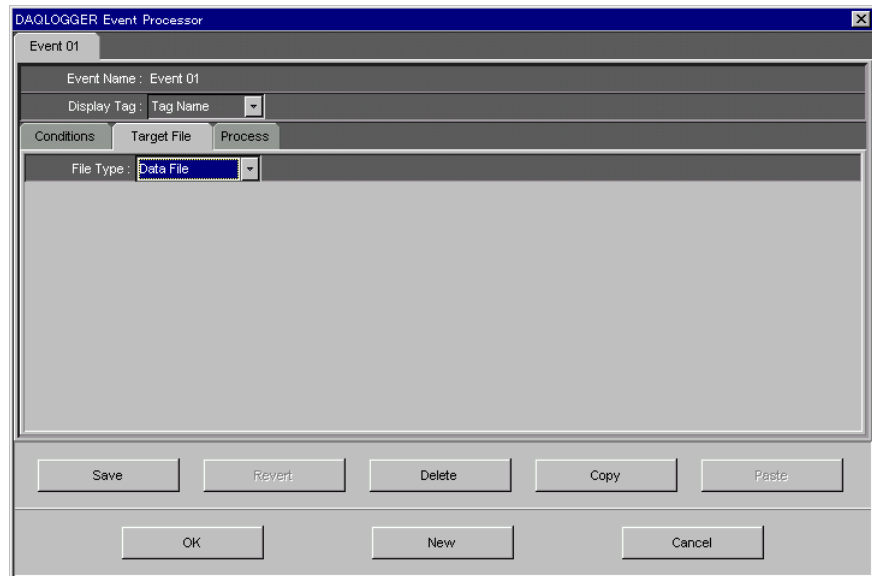 DAQLOGGER Event Processor
Event 01
Event Name : Event 01
Display Tag : Tag Name
Conditions Target File Process
File Type : Data File
Save Revert Delete Copy Paste
OK New Cancel